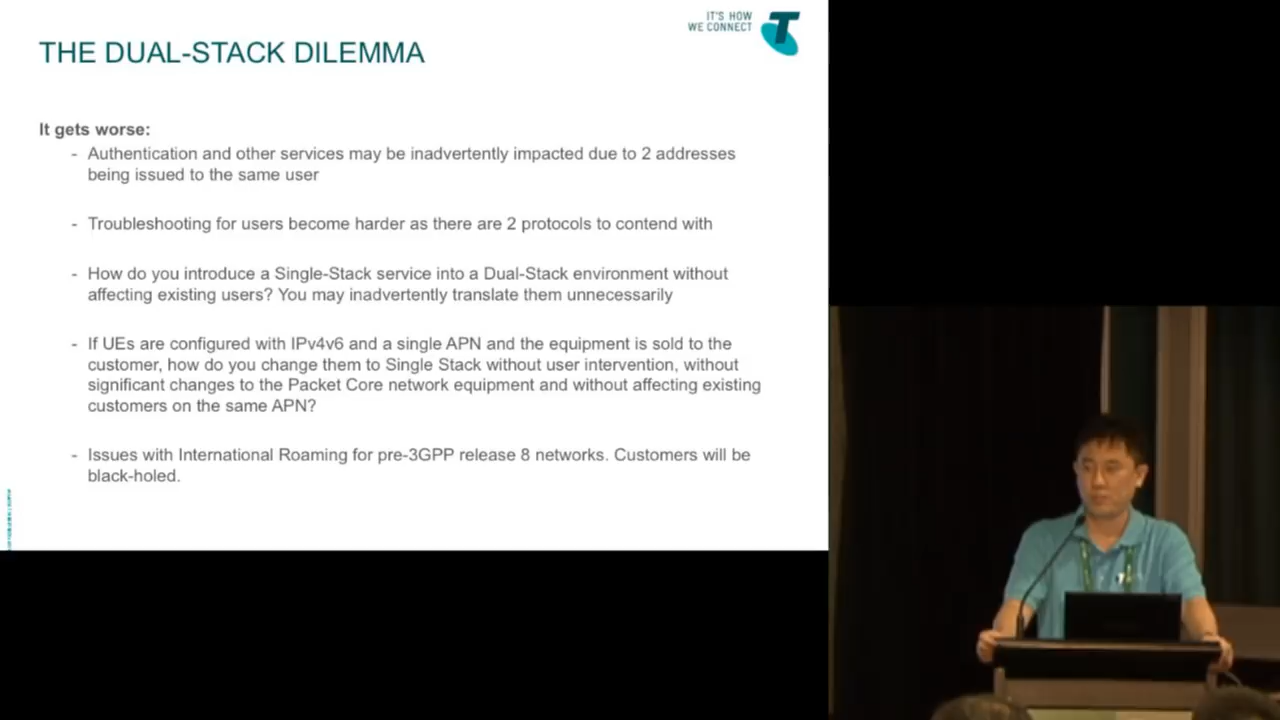 IT'S HOW
WE CONNECT
THE DUAL-STACK DILEMMA
It gets worse:
- Authentication and other services may be inadvertently impacted due to 2 addresses
being issued to the same user
- Troubleshooting for users become harder as there are 2 protocols to contend with
- How do you introduce a Single-Stack service into a Dual-Stack environment without
affecting existing users? You may inadvertently translate them unnecessarily
- If UEs are configured with IPv4v6 and a single APN and the equipment is sold to the
customer, how do you change them to Single Stack without user intervention, without
significant changes to the Packet Core network equipment and without affecting existing
customers on the same APN?
- Issues with International Roaming for pre-3GPP release 8 networks. Customers will be
black-holed.